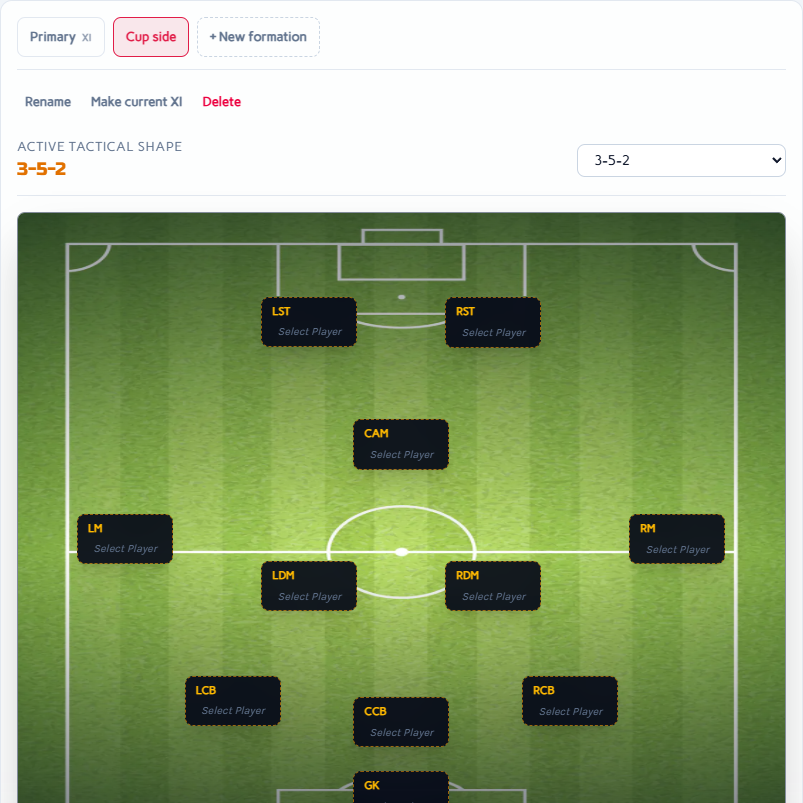 Primary XI
Cup side
+ New formation
Rename
Make current XI
Delete
ACTIVE TACTICAL SHAPE
3-5-2
3-5-2
LST
Select Player
RST
Select Player
CAM
Select Player
LM
Select Player
RM
Select Player
LDM
Select Player
RDM
Select Player
LCB
Select Player
RCB
Select Player
CCB
Select Player
GK